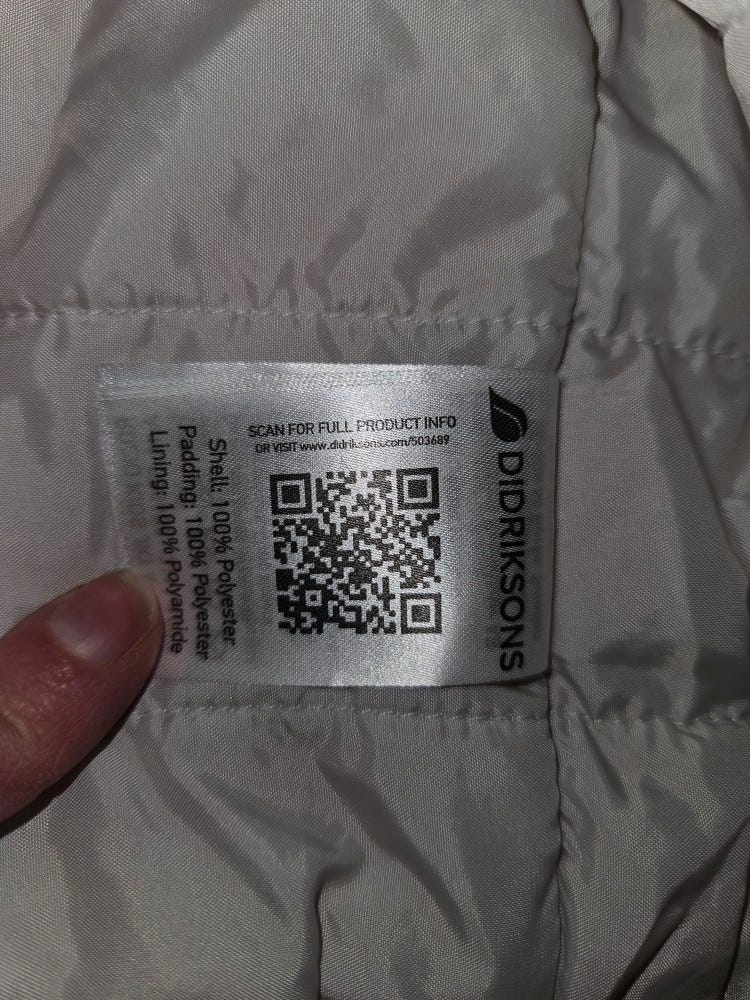 SCAN FOR FULL PRODUCT INFO
OR VISIT www.didriksons.com/503689
DIDRIKSONS
Shell: 100% Polyester
Padding: 100% Polyester
Lining: 100% Polyamide